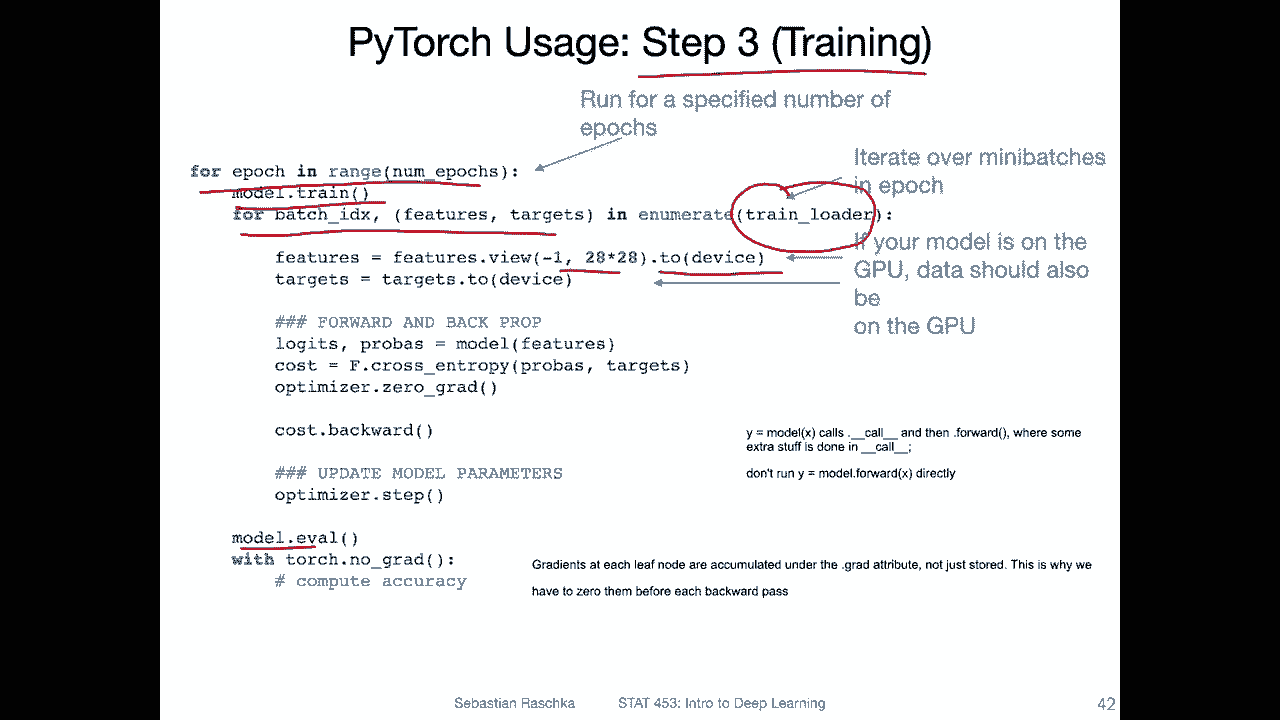 PyTorch Usage: Step 3 (Training)
Run for a specified number of
epochs
for epoch in range(num_epochs):
Iterate over minibatches
in epoch
model.train()
for batch_idx, (features, targets) in enumerate(train_loader):
If your model is on the
GPU, data should also
be
on the GPU
features = features.view(-1, 28*28).to(device)
targets = targets.to(device)
### FORWARD AND BACK PROP
logits, probas = model(features)
cost = F.cross_entropy(probas, targets)
optimizer.zero_grad()
cost.backward()
y = model(x) calls .__call__ and then .forward(), where some
extra stuff is done in __call__;
don't run y = model.forward(x) directly
### UPDATE MODEL PARAMETERS
optimizer.step()
model.eval()
with torch.no_grad():
# compute accuracy
Gradients at each leaf node are accumulated under the .grad attribute, not just stored. This is why we
have to zero them before each backward pass
Sebastian Raschka STAT 453: Intro to Deep Learning 42